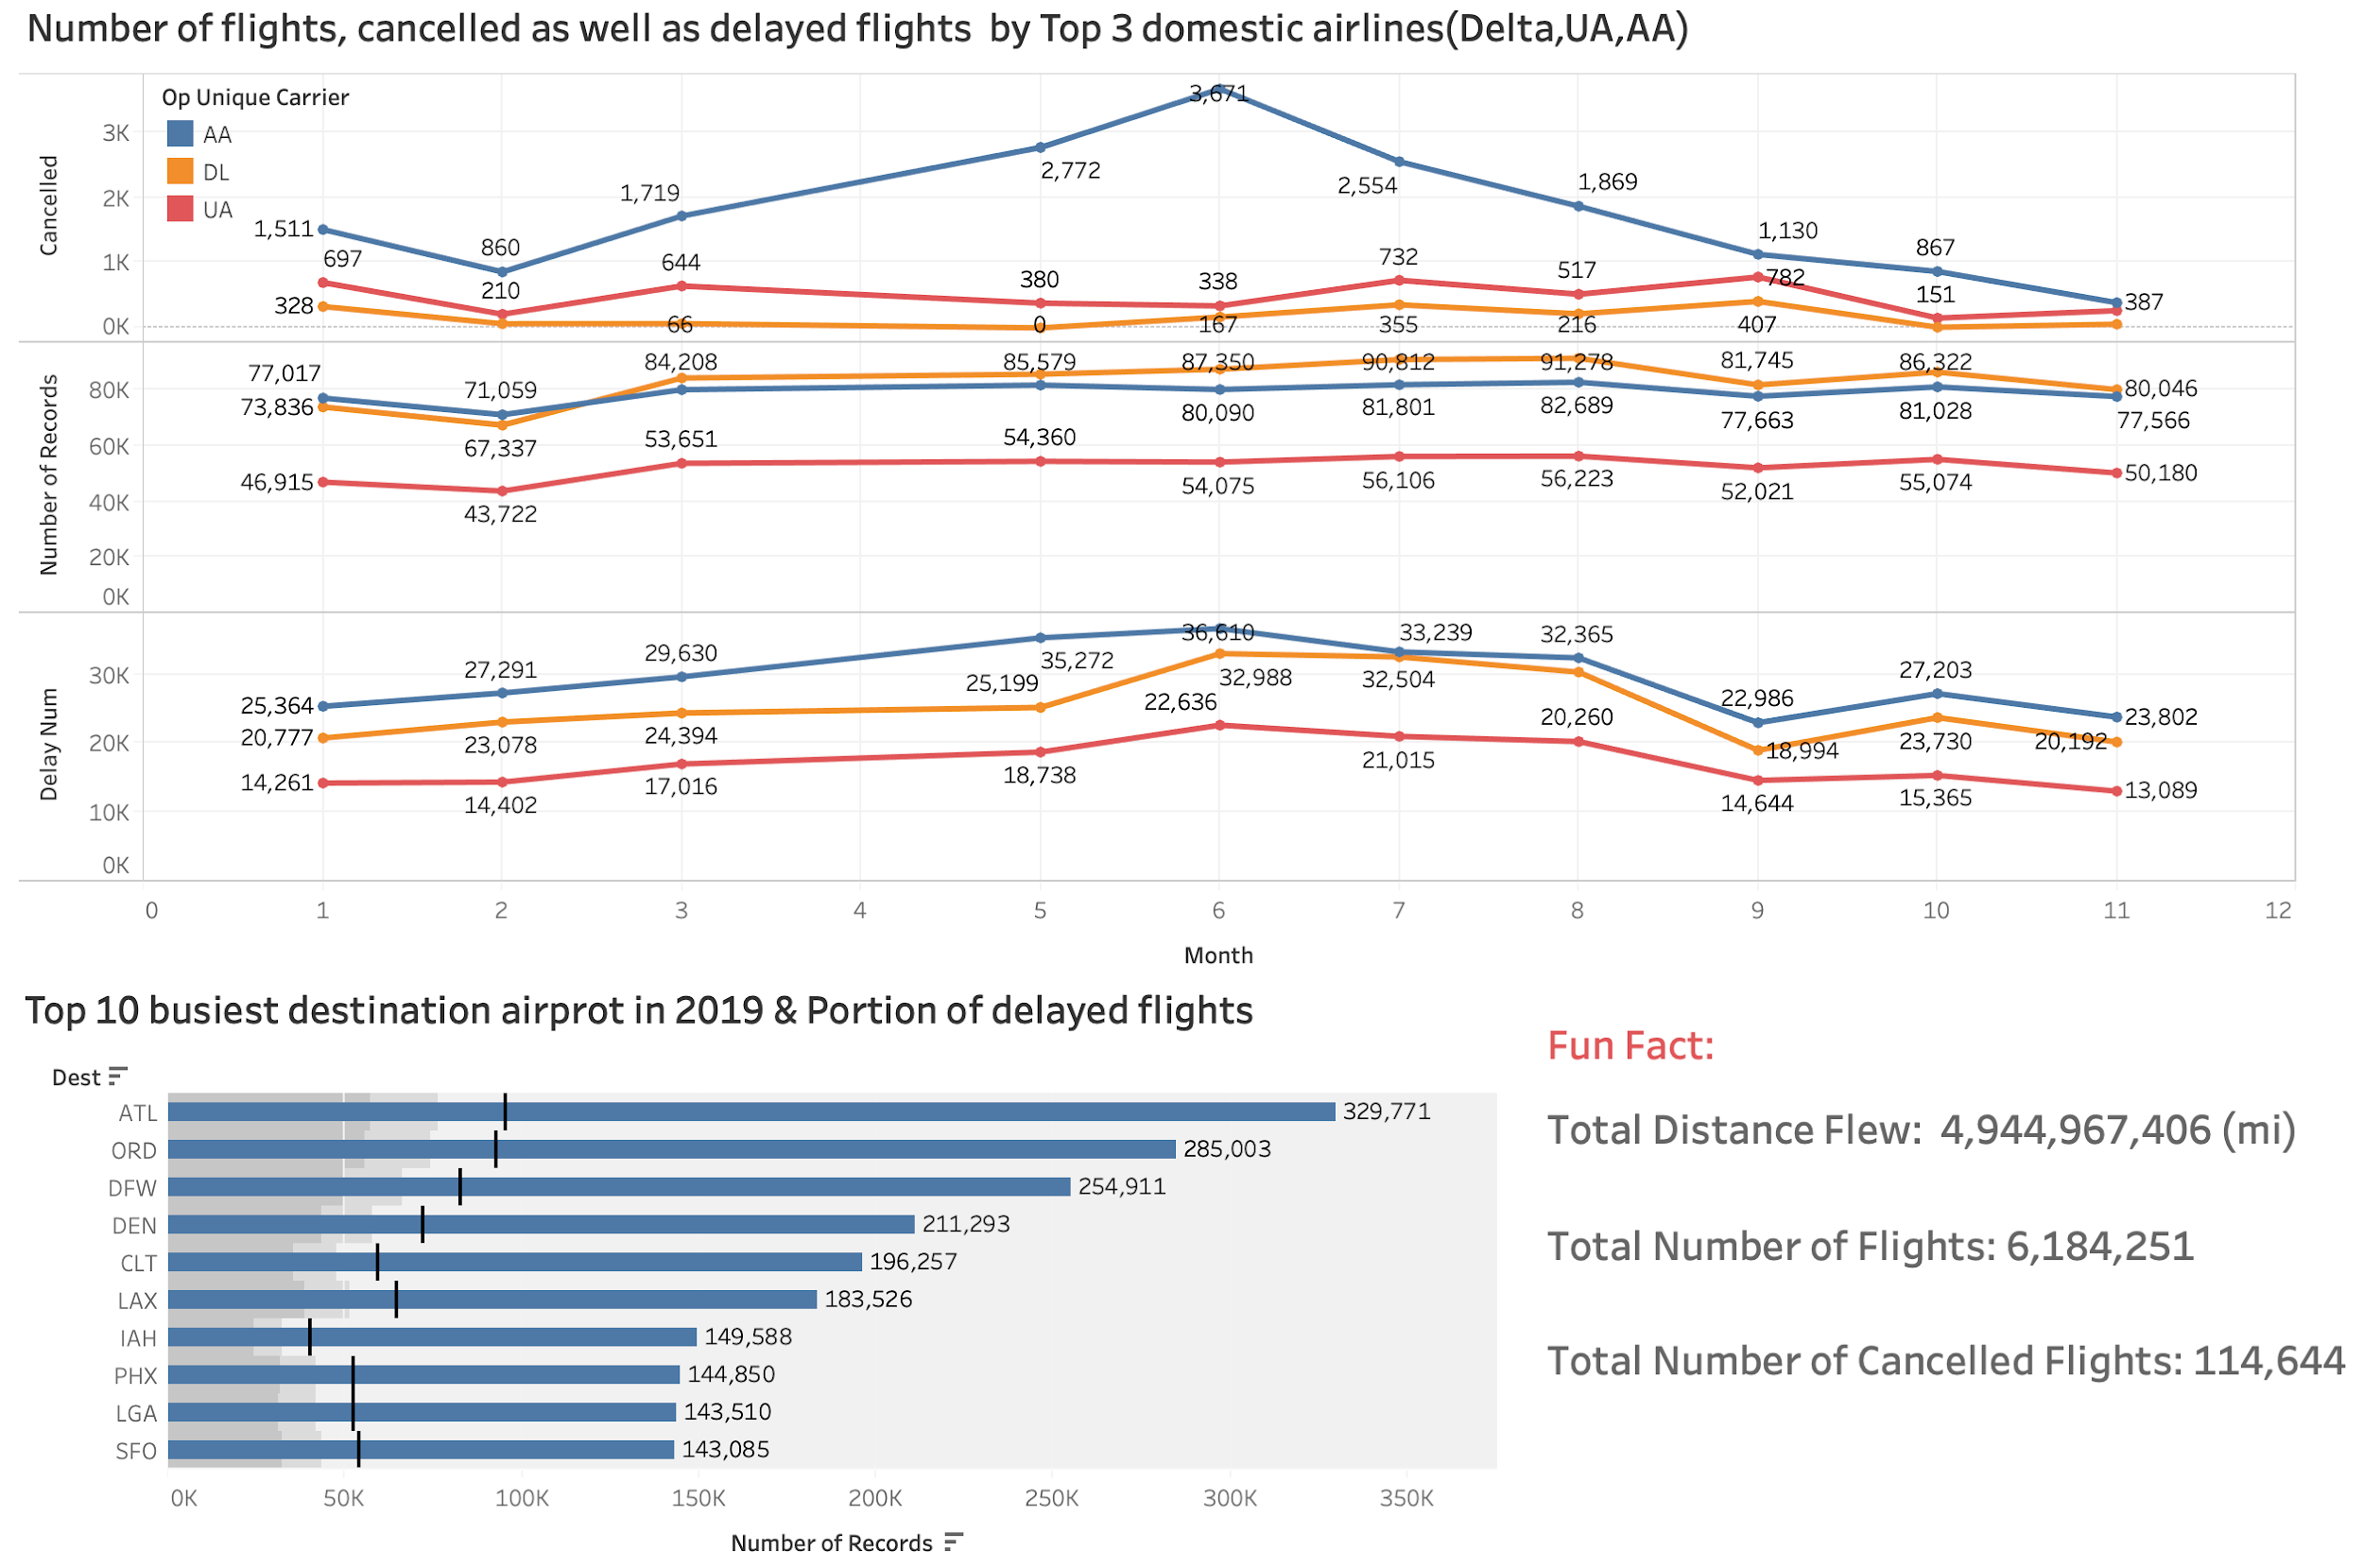 Number of flights, cancelled as well as delayed flights  by Top 3 domestic airlines(Delta,UA,AA)
Op Unique Carrier
AA
DL
UA
Cancelled
3K
2K
1K
0K
3,671
2,772
1,719
2,554
1,869
1,511
860
1,130
867
697
210
644
380
338
732
517
782
151
387
328
66
0
167
355
216
407
Number of Records
80K
60K
40K
20K
0K
77,017
71,059
84,208
85,579
87,350
90,812
91,278
81,745
86,322
80,046
73,836
67,337
80,090
81,801
82,689
77,663
81,028
77,566
46,915
43,722
53,651
54,360
54,075
56,106
56,223
52,021
55,074
50,180
Delay Num
30K
20K
10K
0K
25,364
27,291
29,630
35,272
36,610
33,239
32,365
22,986
27,203
23,802
20,777
23,078
24,394
25,199
32,988
32,504
18,994
23,730
20,192
14,261
14,402
17,016
18,738
22,636
21,015
20,260
14,644
15,365
13,089
0 1 2 3 4 5 6 7 8 9 10 11 12
Month
Top 10 busiest destination airprot in 2019 & Portion of delayed flights
Dest
ATL 329,771
ORD 285,003
DFW 254,911
DEN 211,293
CLT 196,257
LAX 183,526
IAH 149,588
PHX 144,850
LGA 143,510
SFO 143,085
0K 50K 100K 150K 200K 250K 300K 350K
Number of Records
Fun Fact:
Total Distance Flew:  4,944,967,406 (mi)
Total Number of Flights: 6,184,251
Total Number of Cancelled Flights: 114,644